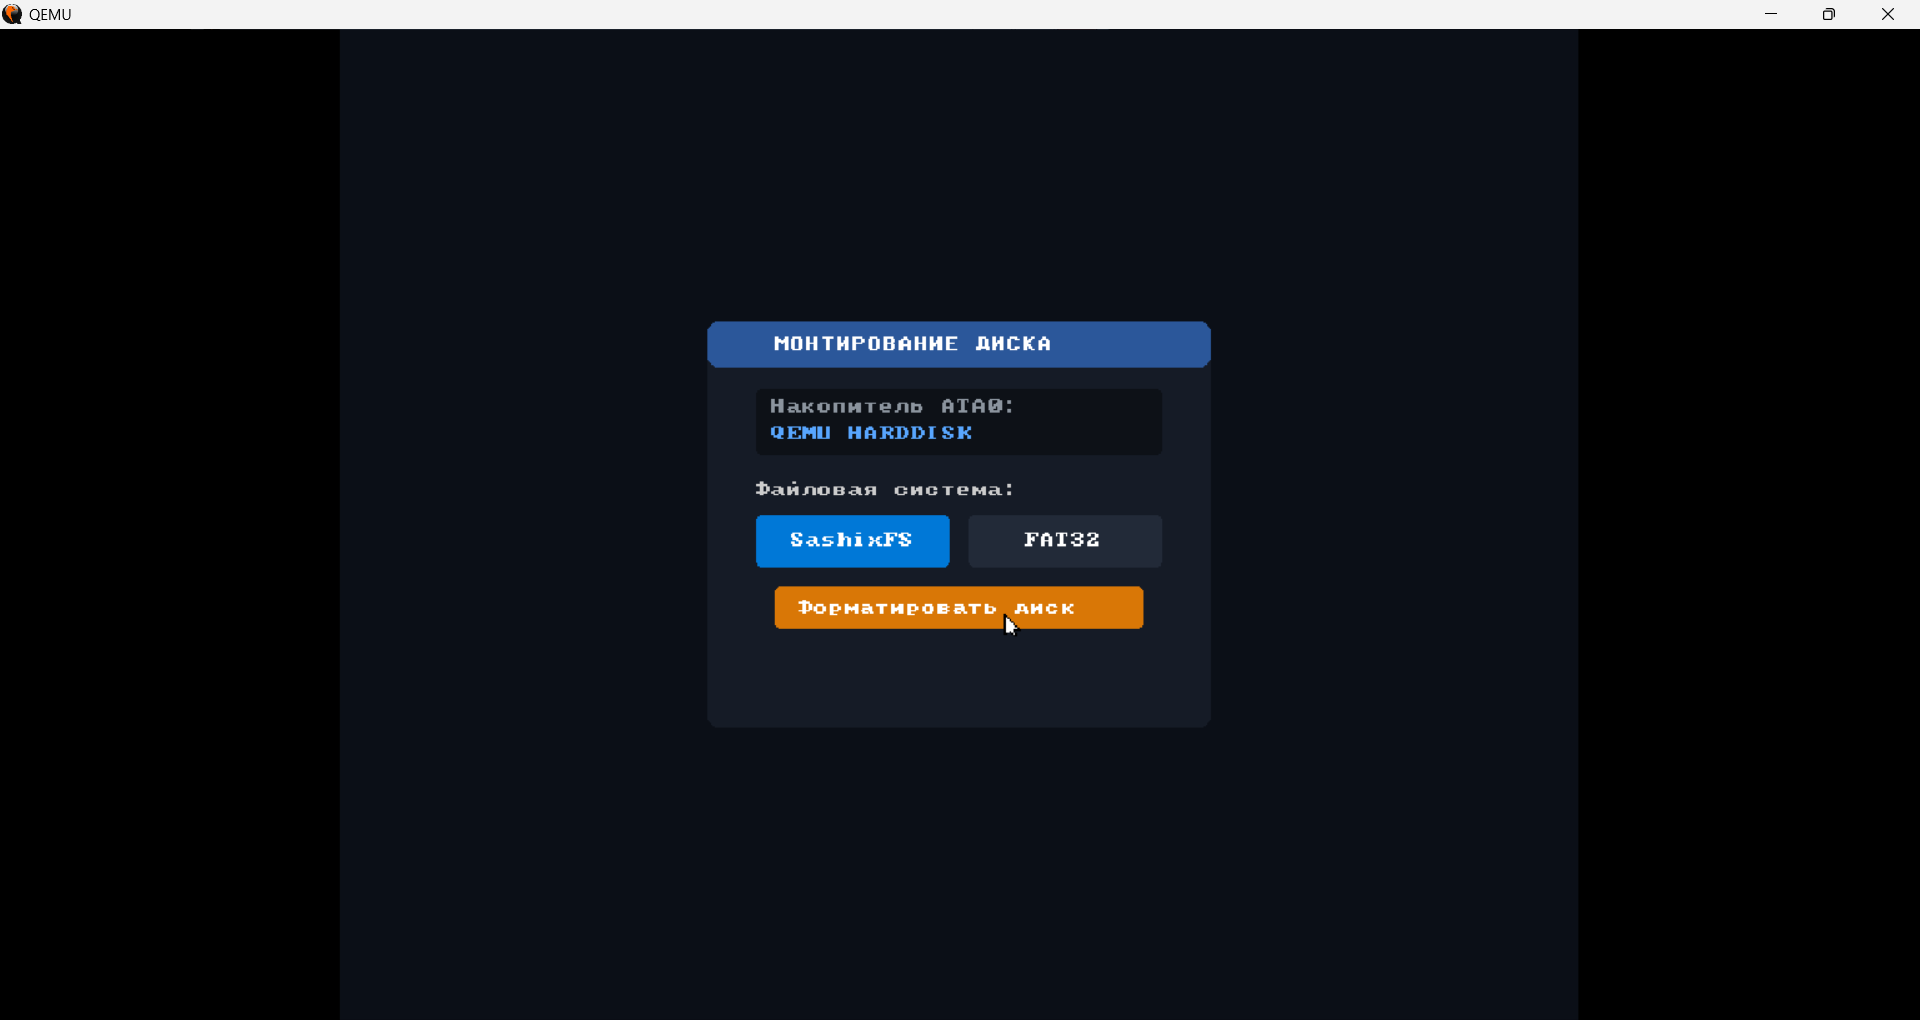 QEMU
МОНТИРОВАНИЕ ДИСКА
Накопитель ATA0:
QEMU HARDDISK
Файловая система:
SashixFS FAT32
Форматировать диск